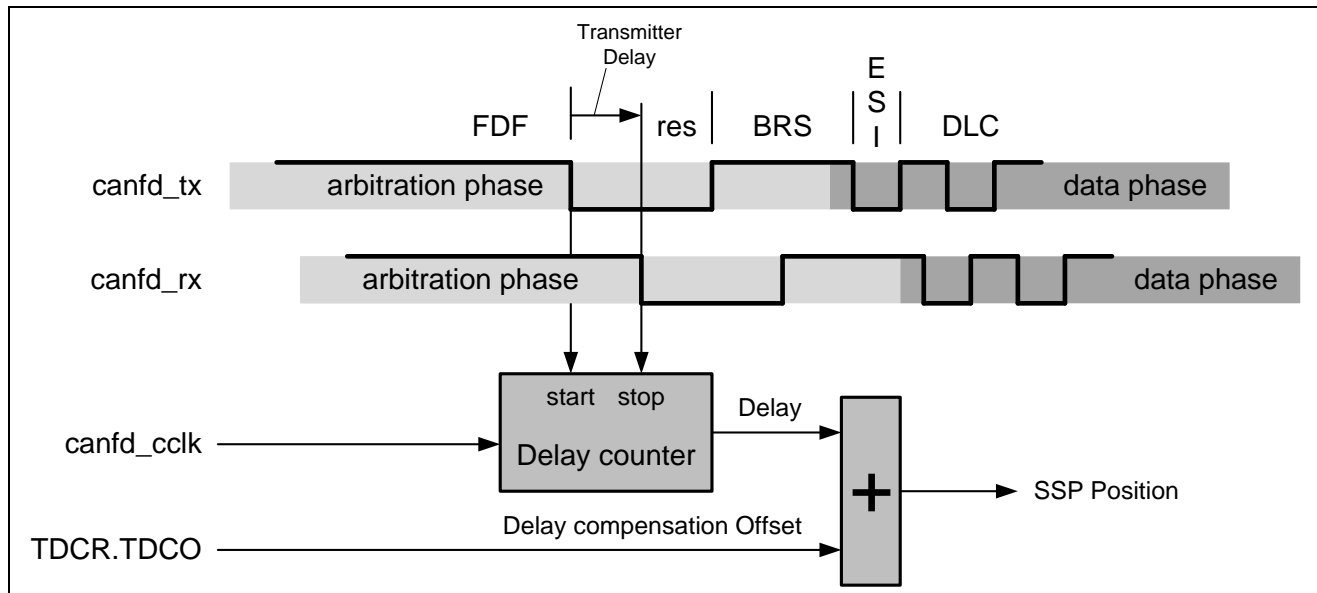 Transmitter
Delay
E
S
I
FDF
res
BRS
DLC
canfd_tx
arbitration phase
data phase
canfd_rx
arbitration phase
data phase
start stop
Delay
canfd_cclk
Delay counter
+
SSP Position
Delay compensation Offset
TDCR.TDCO